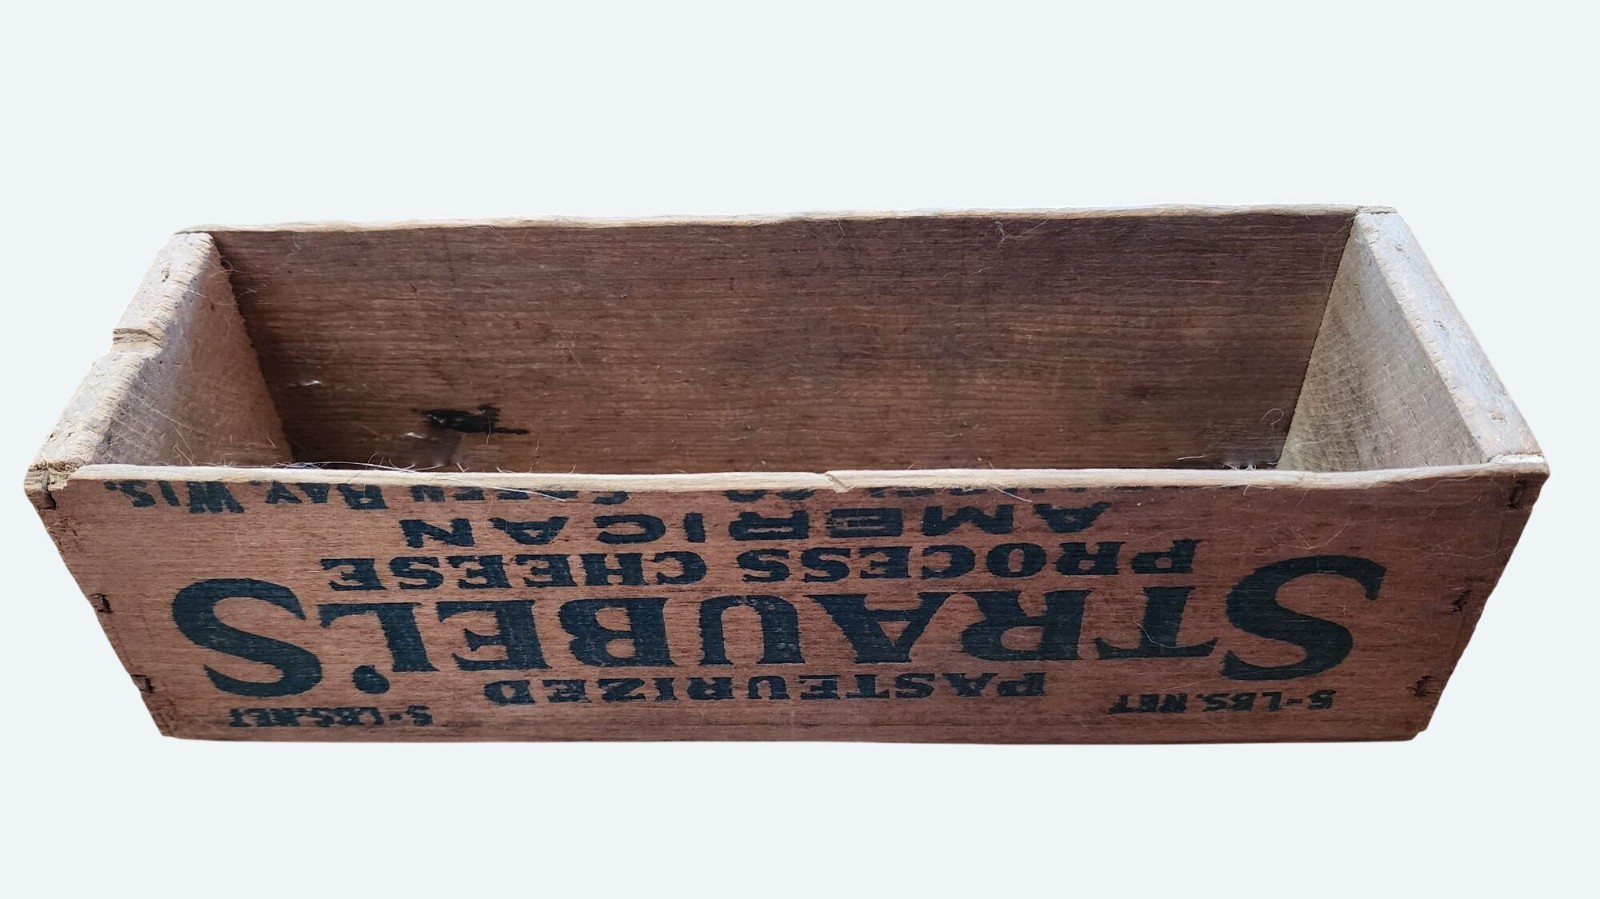 5-LBS. NET 5-LBS. NET
PASTEURIZED
STRAUBEL'S
PROCESS CHEESE
AMERICAN
CO. GREEN BAY, WIS.